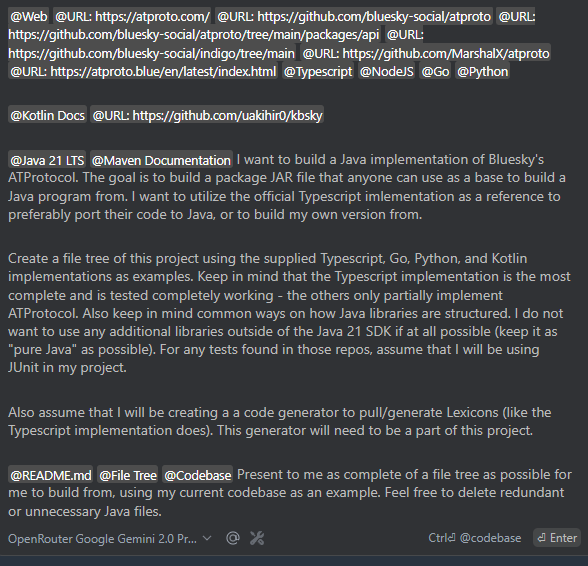 @Web @URL: https://atproto.com/ @URL: https://github.com/bluesky-social/atproto @URL:
https://github.com/bluesky-social/atproto/tree/main/packages/api @URL:
https://github.com/bluesky-social/indigo/tree/main @URL: https://github.com/MarshalX/atproto
@URL: https://atproto.blue/en/latest/index.html @Typescript @NodeJS @Go @Python
@Kotlin Docs @URL: https://github.com/uakihir0/kbsky
@Java 21 LTS @Maven Documentation I want to build a Java implementation of Bluesky's
ATProtocol. The goal is to build a package JAR file that anyone can use as a base to build a
Java program from. I want to utilize the official Typescript imlementation as a reference to
preferably port their code to Java, or to build my own version from.
Create a file tree of this project using the supplied Typescript, Go, Python, and Kotlin
implementations as examples. Keep in mind that the Typescript implementation is the most
complete and is tested completely working - the others only partially implement
ATProtocol. Also keep in mind common ways on how Java libraries are structured. I do not
want to use any additional libraries outside of the Java 21 SDK if at all possible (keep it as
"pure Java" as possible). For any tests found in those repos, assume that I will be using
JUnit in my project.
Also assume that I will be creating a a code generator to pull/generate Lexicons (like the
Typescript implementation does). This generator will need to be a part of this project.
@README.md @File Tree @Codebase Present to me as complete of a file tree as possible for
me to build from, using my current codebase as an example. Feel free to delete redundant
or unnecessary Java files.
OpenRouter Google Gemini 2.0 Pr... @ Ctrl⏎ @codebase ⏎ Enter